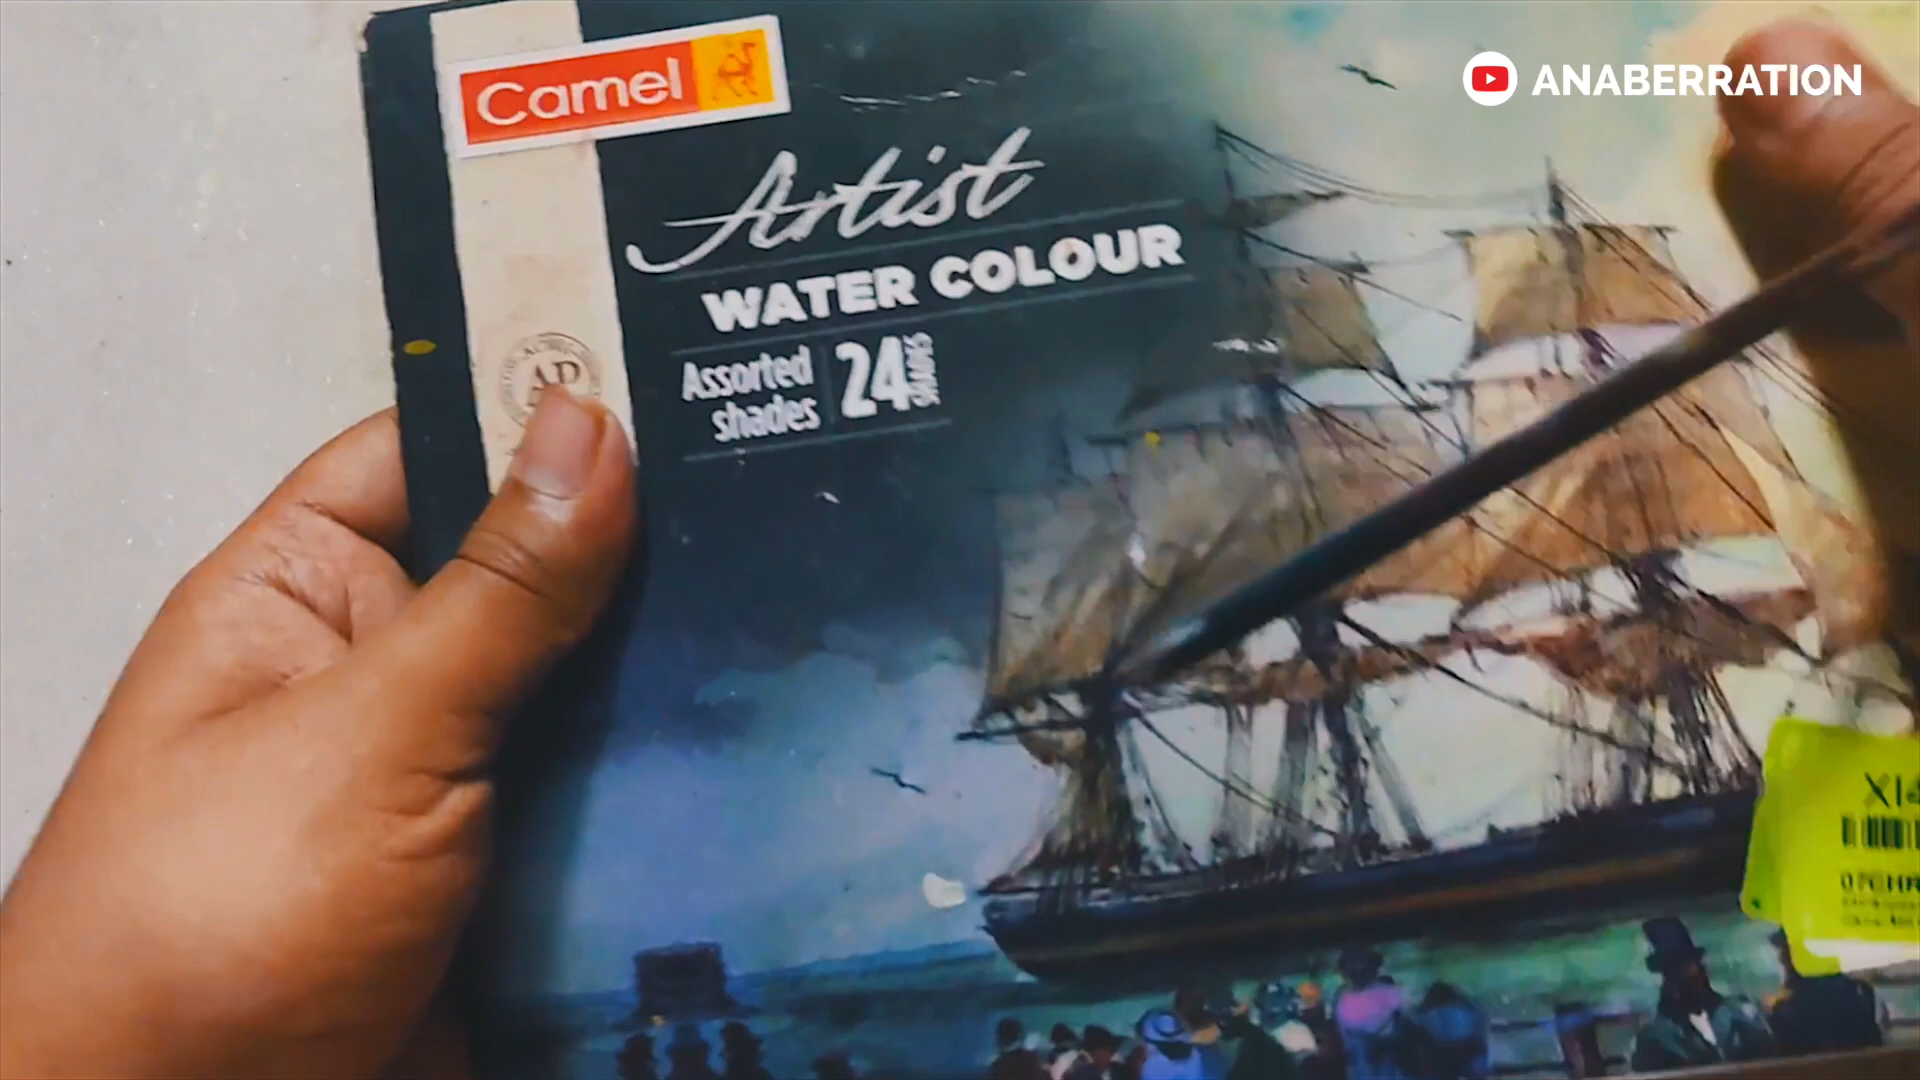 Camel
ANABERRATION
Artist
WATER COLOUR
Assorted
shades
24
SHADES